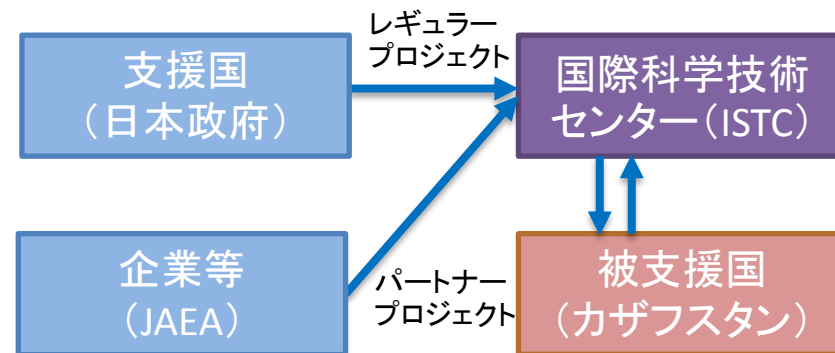 支援国
（日本政府）
レギュラー
プロジェクト
国際科学技術
センター（ISTC）
企業等
（JAEA）
パートナー
プロジェクト
被支援国
（カザフスタン）